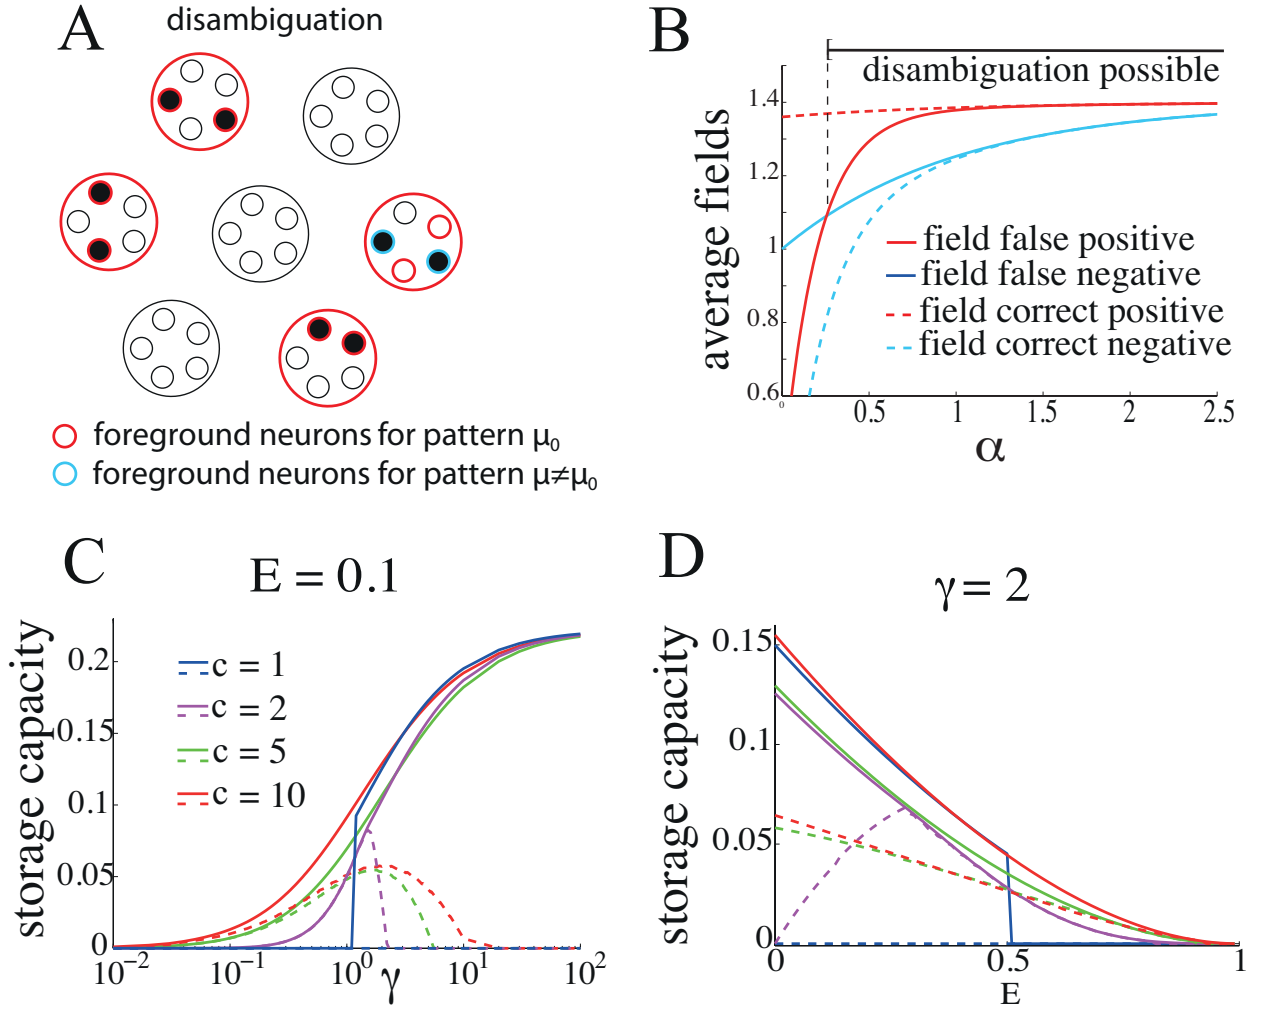 A
disambiguation
foreground neurons for pattern μ₀
foreground neurons for pattern μ≠μ₀
B
disambiguation possible
average fields
1.4
1.2
1
0.8
0.6
field false positive
field false negative
field correct positive
field correct negative
0
0.5
1
1.5
2
2.5
α
C
E = 0.1
storage capacity
0.2
0.15
0.1
0.05
0
c = 1
c = 2
c = 5
c = 10
10⁻²
10⁻¹
10⁰
10¹
10²
γ
D
γ = 2
storage capacity
0.15
0.1
0.05
0
0
0.5
1
E